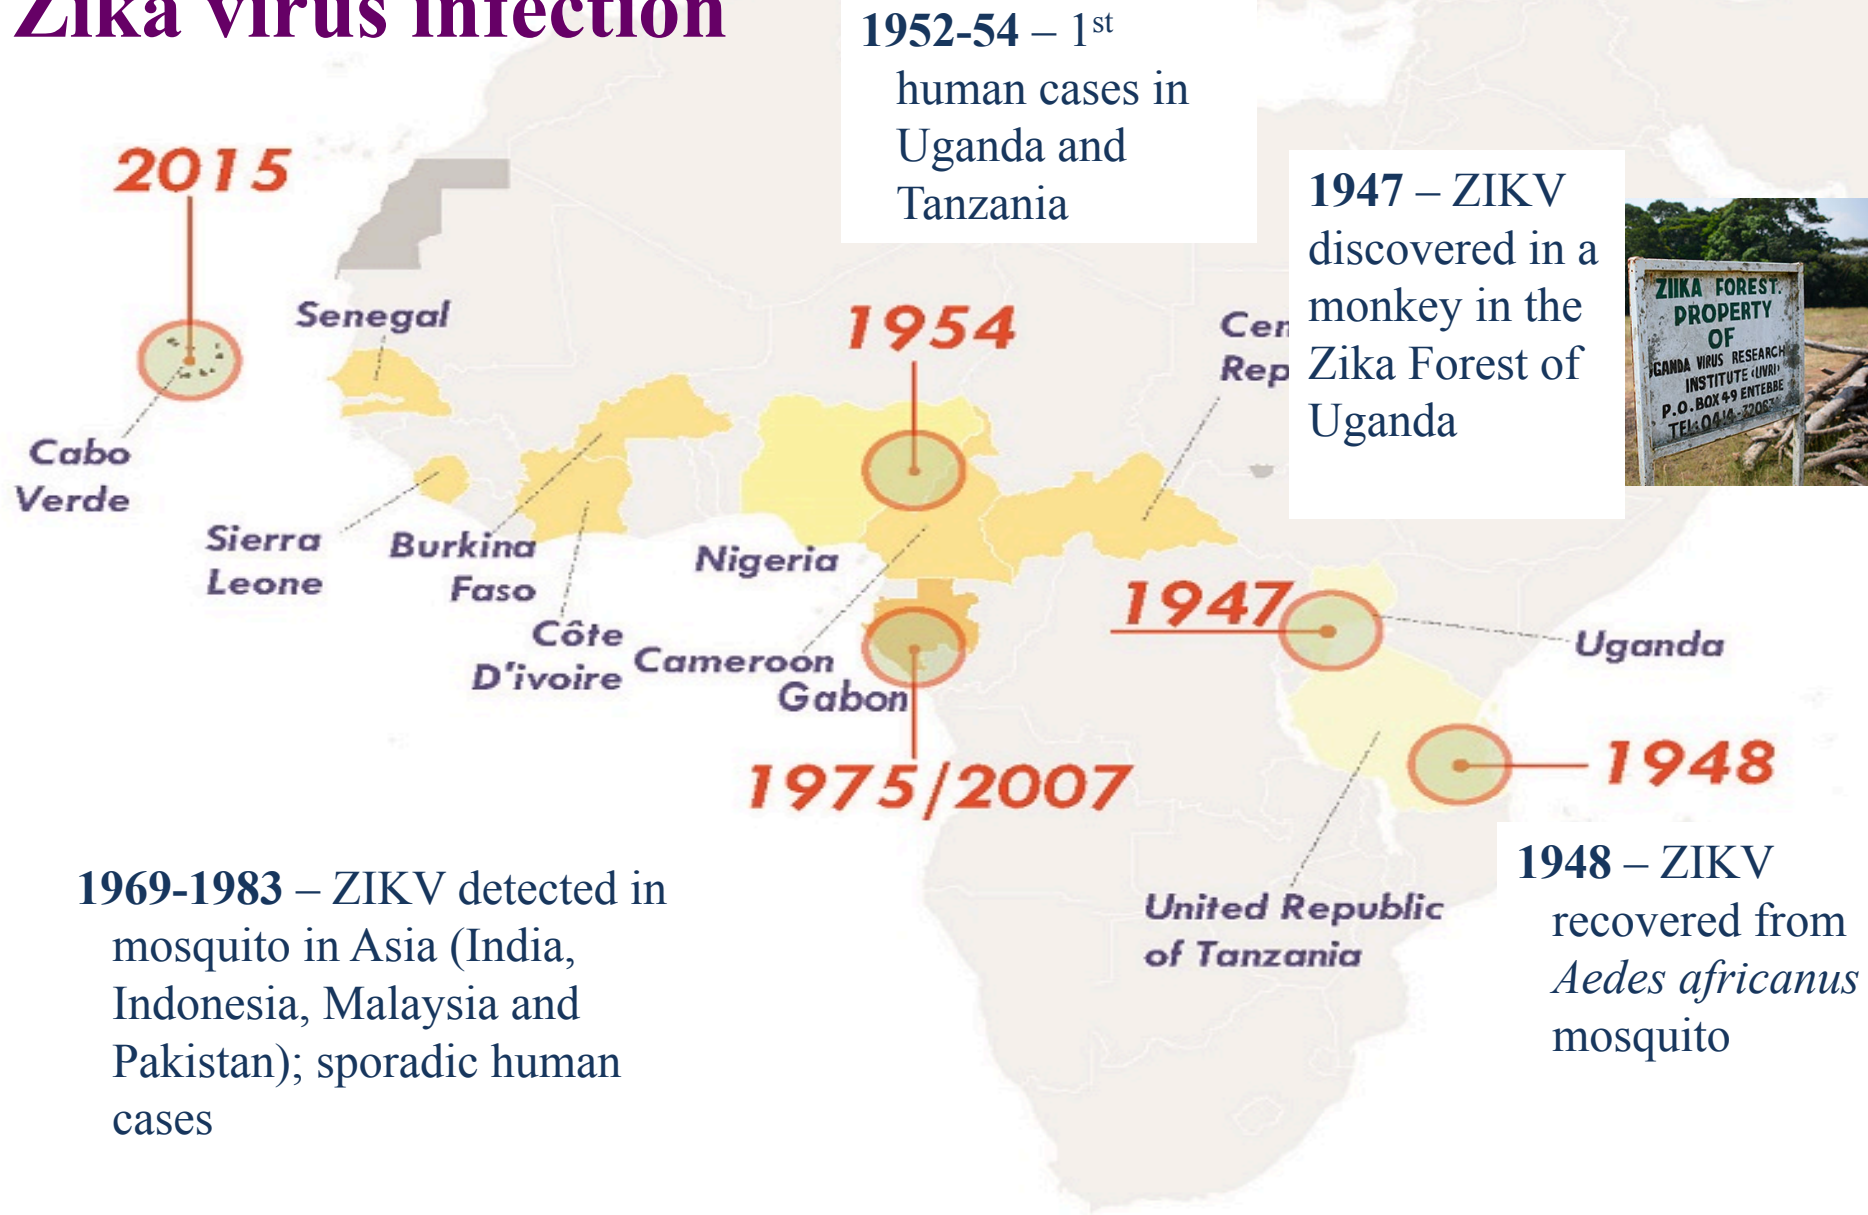 Zika virus infection
1952-54 – 1st
human cases in
Uganda and
Tanzania
2015
1947 – ZIKV
discovered in a
monkey in the
Zika Forest of
Uganda
ZIIKA FOREST.
PROPERTY
OF
GANDA VIRUS RESEARCH
INSTITUTE (UVRI)
P.O.BOX 49 ENTEBBE
Senegal
1954
Cen
Rep
Cabo
Verde
Sierra
Leone
Burkina
Faso
Côte
D'ivoire
Nigeria
Cameroon
Gabon
1947
Uganda
1975/2007
1948
United Republic
of Tanzania
1969-1983 – ZIKV detected in
mosquito in Asia (India,
Indonesia, Malaysia and
Pakistan); sporadic human
cases
1948 – ZIKV
recovered from
Aedes africanus
mosquito